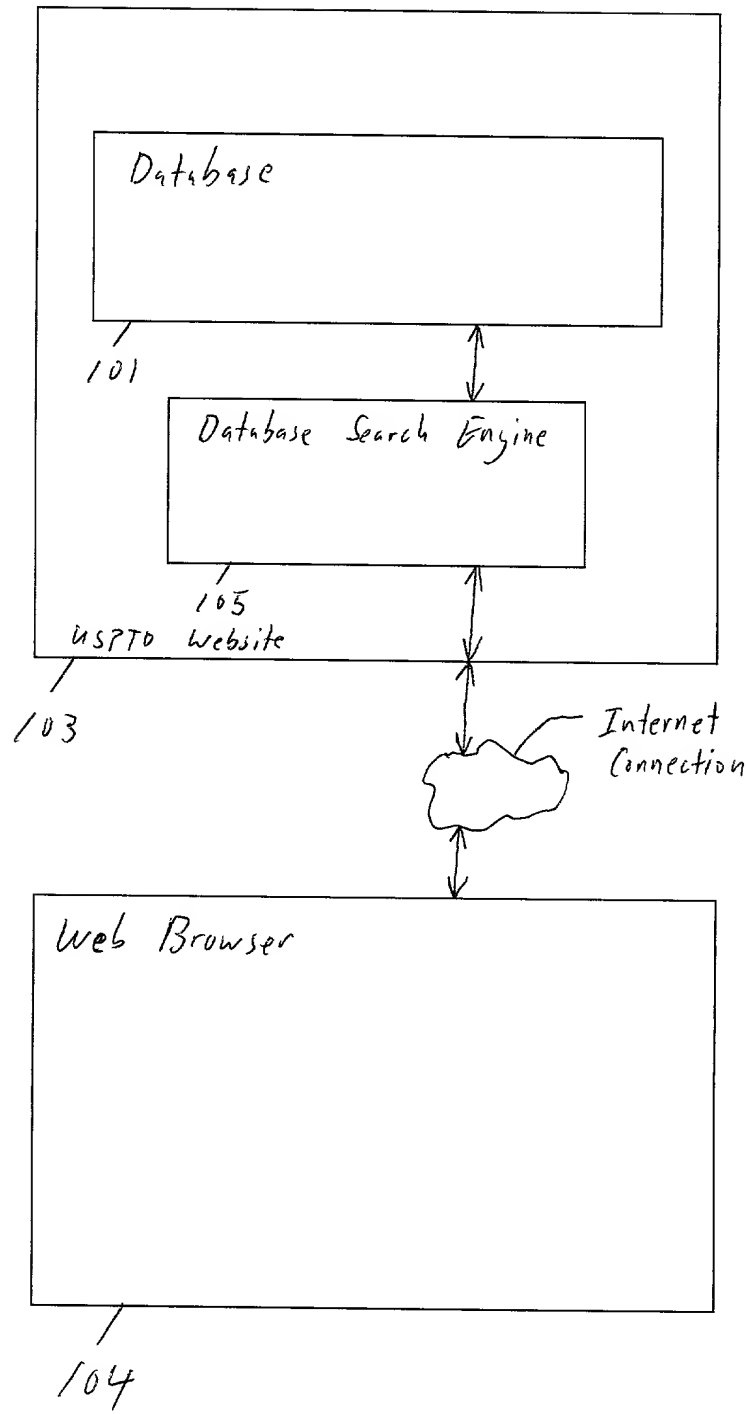 Database
101
Database Search Engine
105
USPTO Website
103
Internet
Connection
Web Browser
104